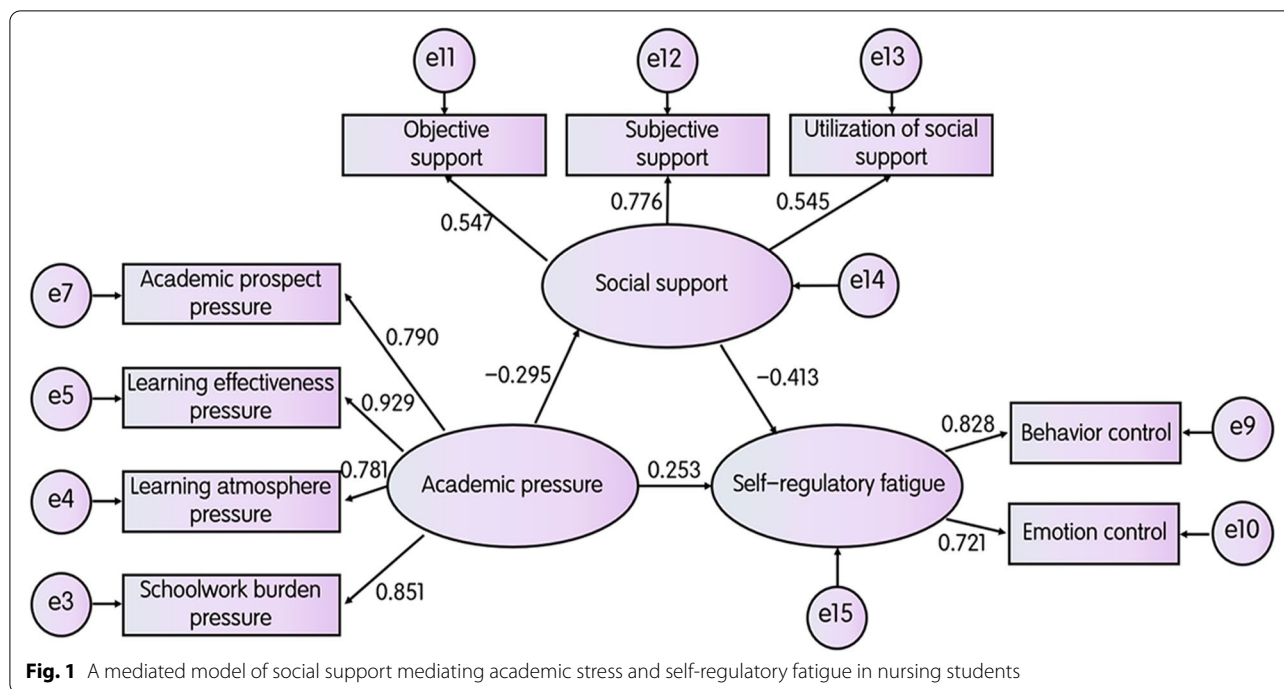 e11
e12
e13
Objective
support
Subjective
support
Utilization of social
support
0.547
0.776
0.545
Social support
e14
e7
Academic prospect
pressure
0.790
e5
Learning effectiveness
pressure
0.929
−0.295
−0.413
e4
Learning atmosphere
pressure
0.781
Academic pressure
0.253
Self–regulatory fatigue
0.828
Behavior control
e9
0.721
Emotion control
e10
e3
Schoolwork burden
pressure
0.851
e15
Fig. 1 A mediated model of social support mediating academic stress and self-regulatory fatigue in nursing students